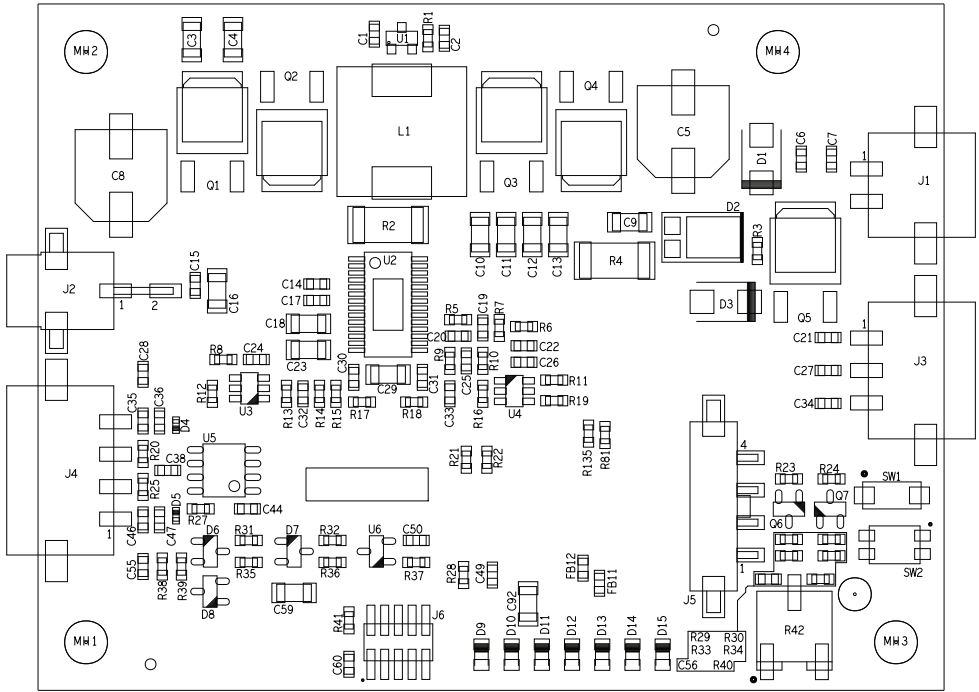 C3
C4
C1
U1
R1
C2
MH2
MH4
Q2
Q4
L1
C5
D1
C6
C7
1
C8
Q1
Q3
J1
R2
C9
D2
R3
C10
C11
C12
C13
R4
U2
J2
1
2
C15
C16
C14
C17
C18
C23
D3
Q5
R5
C19
R7
R6
C20
C22
C26
C21
1
J3
C27
C34
C28
R8
C24
C30
C29
C31
R9
C25
R10
R11
R19
R12
U3
R13
C32
R14
R15
R17
R18
C33
R16
U4
C35
C36
D4
U5
R20
C38
R25
J4
1
C46
C47
D5
R27
C44
R21
R22
R135
R81
4
R23
R24
SW1
Q7
Q6
SW2
D6
R31
D7
R32
U6
C50
R35
R36
R37
C55
R38
R39
D8
C59
R28
C49
FB12
FB11
C92
1
J5
R41
J6
C60
MH1
D9
D10
D11
D12
D13
D14
D15
R29
R30
R33
R34
C56
R40
R42
MH3